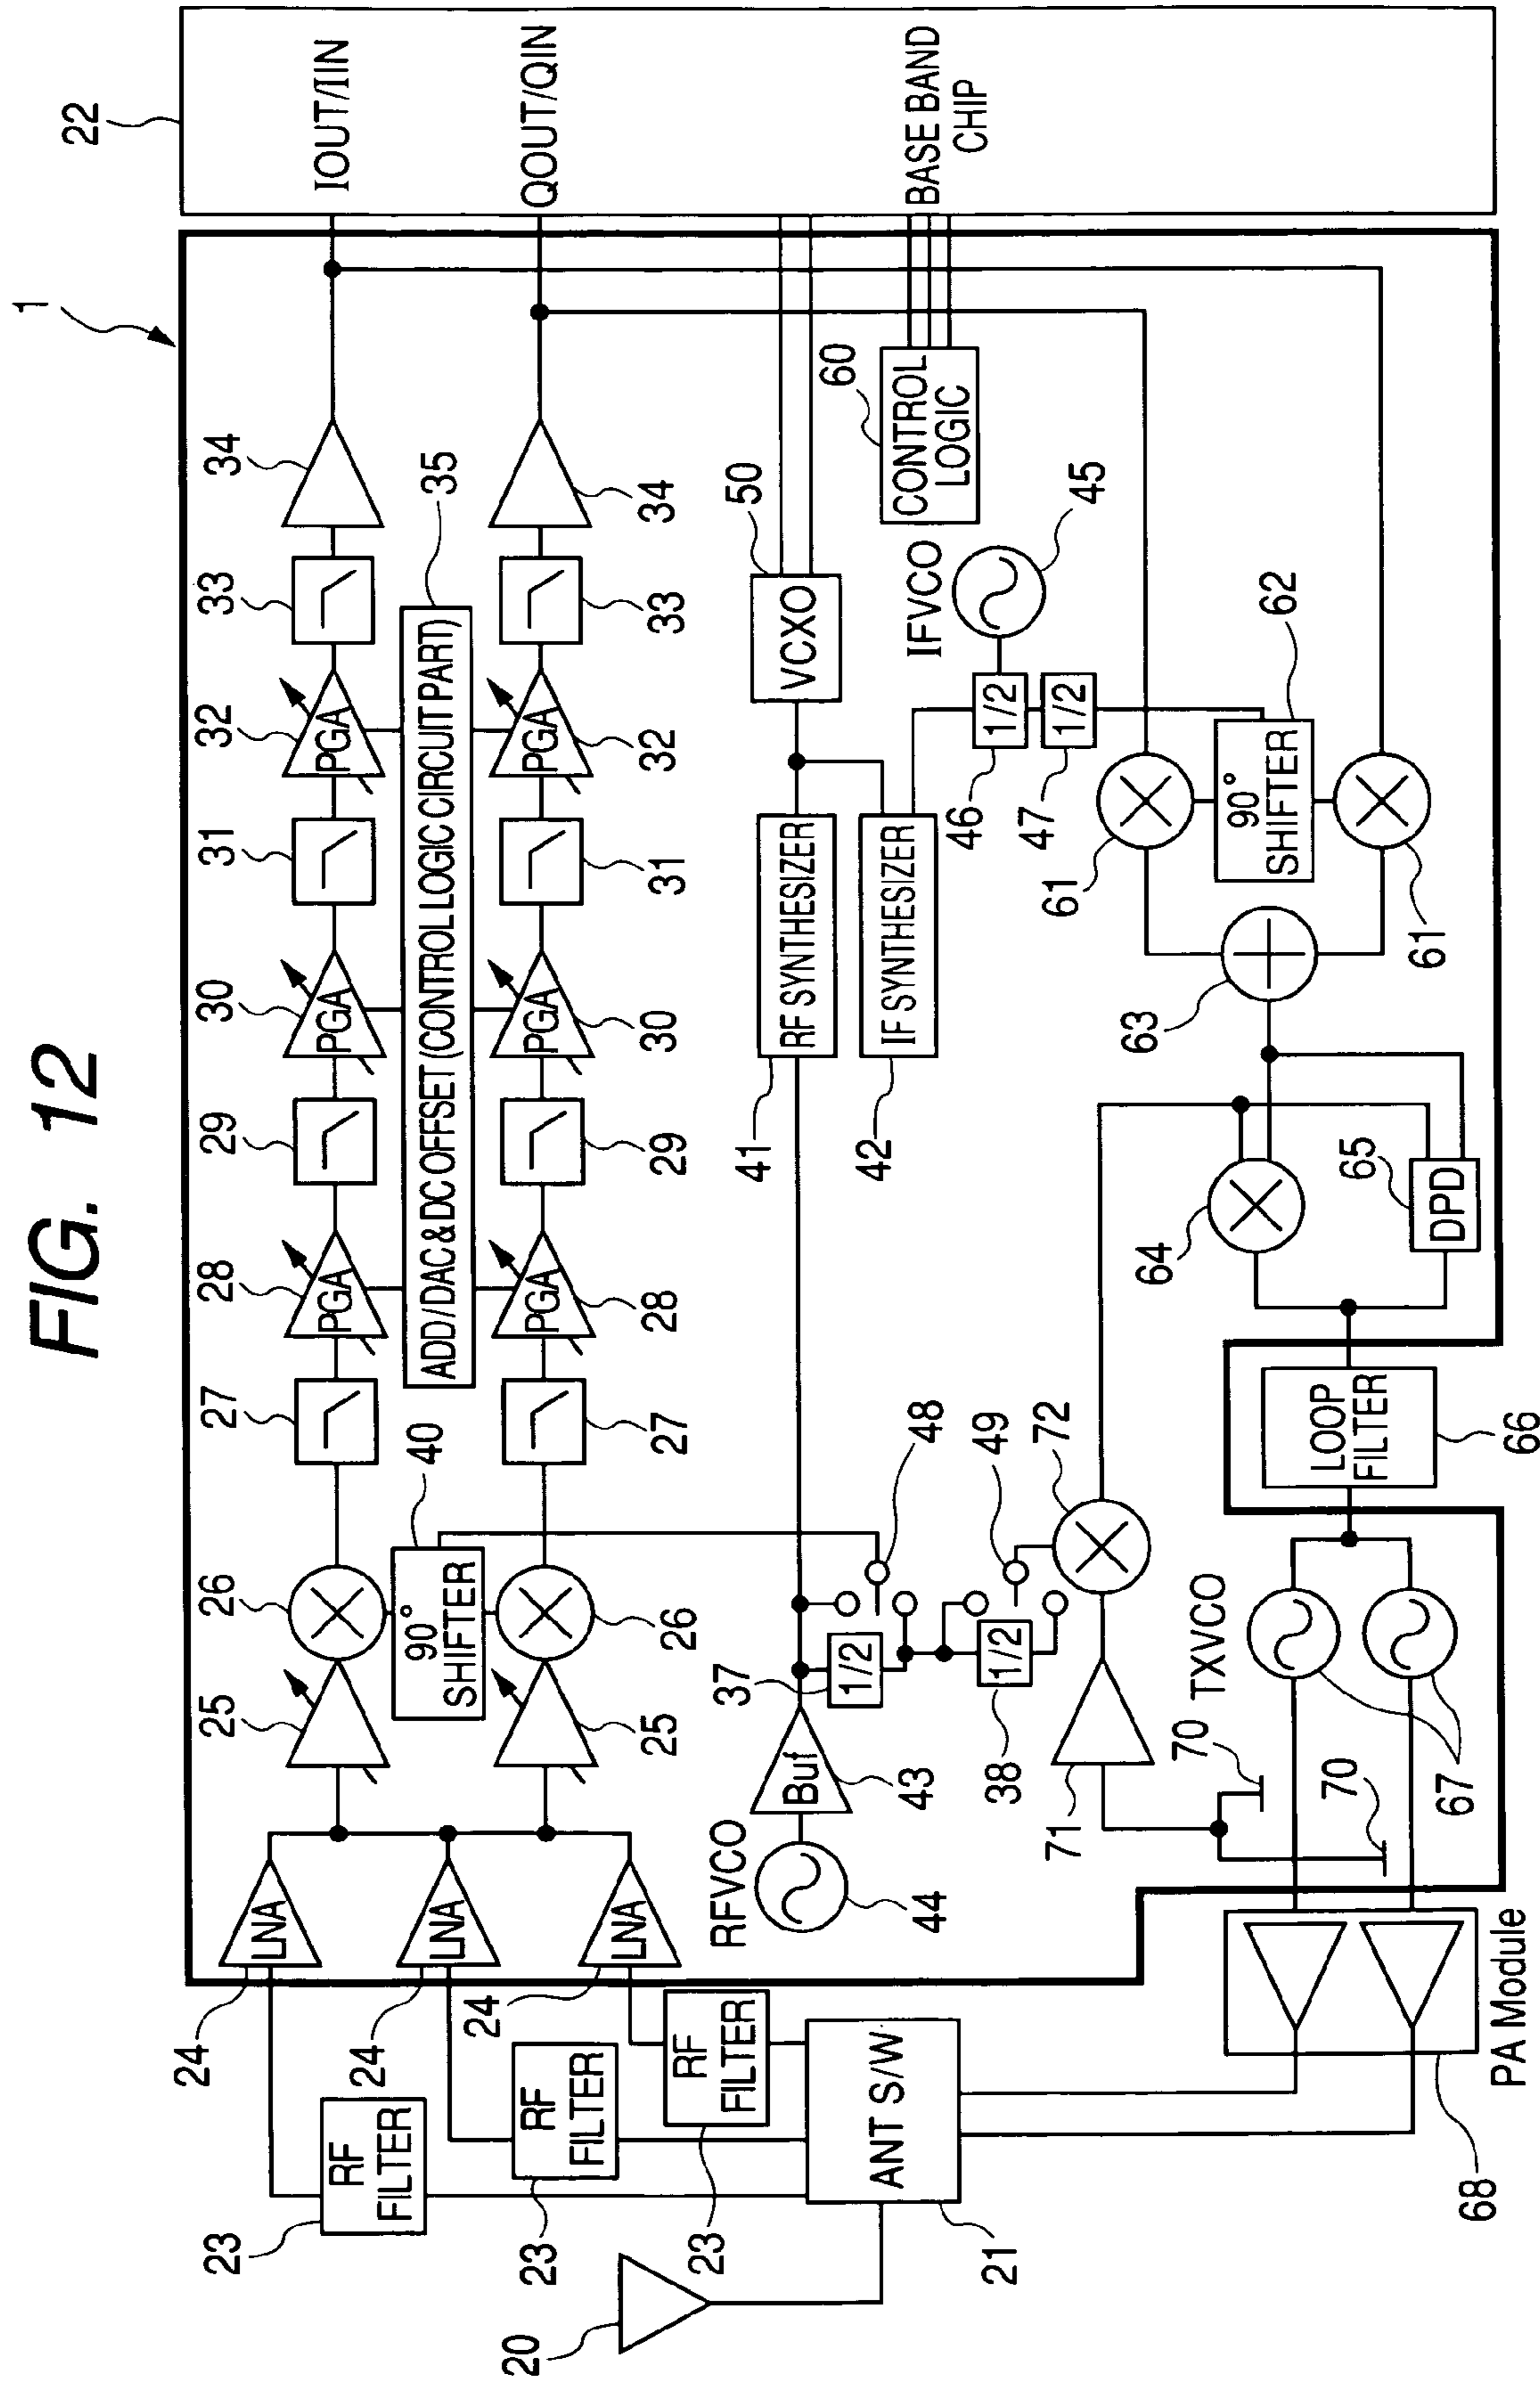 FIG. 12
1
22
24
25
26
27
28
29
30
31
32
33
34
LNA
PGA
PGA
PGA
IOUT/IIN
23
RF
FILTER
40
90°
SHIFTER
35
ADD/DAC & DC OFFSET (CONTROL LOGIC CIRCUIT PART)
24
LNA
23
RF
FILTER
24
LNA
PGA
PGA
PGA
QOUT/QIN
25
26
27
28
29
30
31
32
33
34
20
23
RF
FILTER
RFVCO
Buf
43
44
37
1/2
48
41
RF SYNTHESIZER
VCXO
50
21
ANT S/W
38
1/2
49
42
IF SYNTHESIZER
IFVCO
45
60
CONTROL
LOGIC
BASE BAND
CHIP
46
1/2
47
1/2
71
72
61
64
63
90°
SHIFTER
62
61
70
70
TXVCO
67
LOOP
FILTER
66
65
DPD
68
PA Module